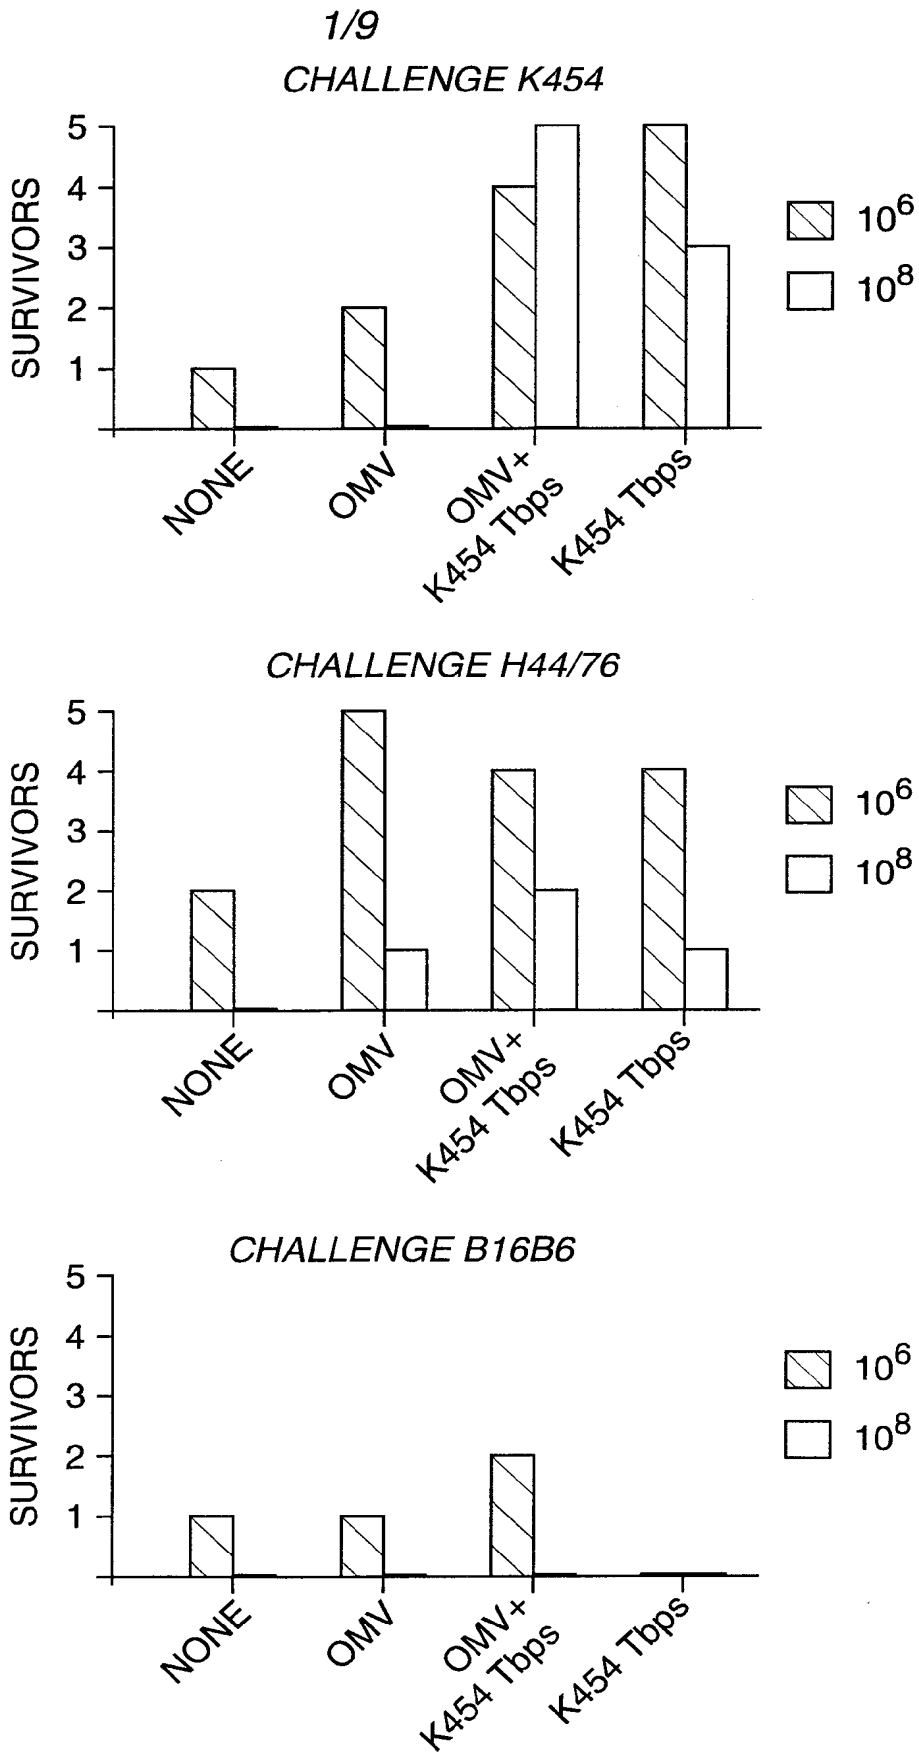 1/9
CHALLENGE K454
5
4
3
2
1
SURVIVORS
10⁶
10⁸
NONE
OMV
OMV+
K454 Tbps
K454 Tbps
CHALLENGE H44/76
5
4
3
2
1
SURVIVORS
10⁶
10⁸
NONE
OMV
OMV+
K454 Tbps
K454 Tbps
CHALLENGE B16B6
5
4
3
2
1
SURVIVORS
10⁶
10⁸
NONE
OMV
OMV+
K454 Tbps
K454 Tbps